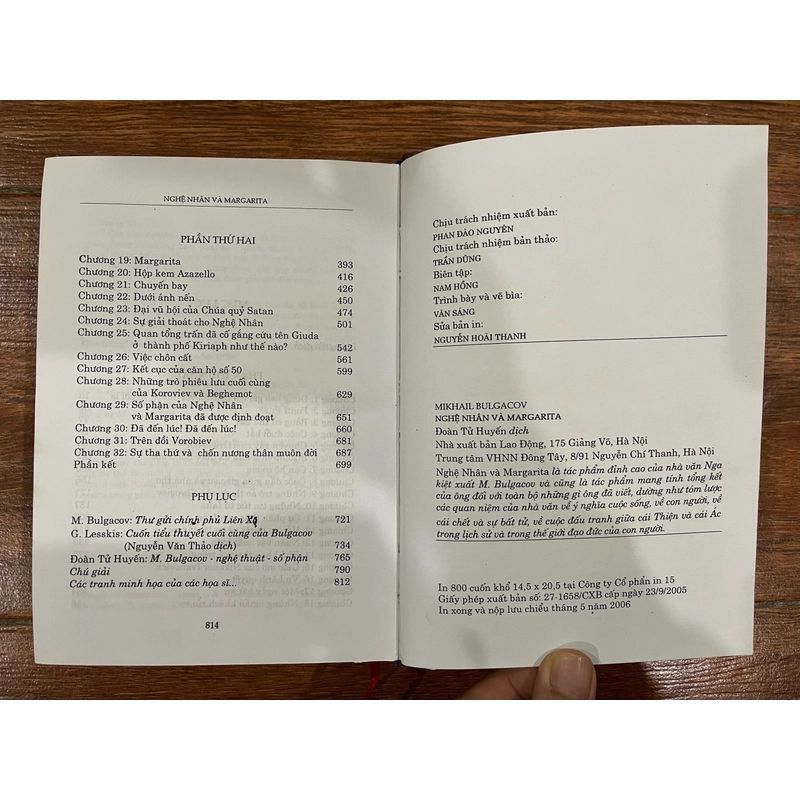 NGHỆ NHÂN VÀ MARGARITA
PHẦN THỨ HAI
Chương 19: Margarita 393
Chương 20: Hộp kem Azazello 416
Chương 21: Chuyến bay 426
Chương 22: Dưới ánh nến 450
Chương 23: Đại vũ hội của Chúa quỷ Satan 474
Chương 24: Sự giải thoát cho Nghệ Nhân 501
Chương 25: Quan tổng trấn đã cố gắng cứu tên Giuđa
ở thành phố Kiriaph như thế nào? 542
Chương 26: Việc chôn cất 561
Chương 27: Kết cục của căn hộ số 50 599
Chương 28: Những trò phiêu lưu cuối cùng
của Koroviev và Beghemot 629
Chương 29: Số phận của Nghệ Nhân
và Margarita đã được định đoạt 651
Chương 30: Đã đến lúc! Đã đến lúc! 660
Chương 31: Trên đồi Vorobiev 681
Chương 32: Sự tha thứ và chốn nương thân muôn đời 687
Phần kết 699
PHỤ LỤC
M. Bulgacov: Thư gửi chính phủ Liên Xô 721
G. Lesskis: Cuốn tiểu thuyết cuối cùng của Bulgacov
(Nguyễn Văn Thảo dịch) 734
Đoàn Tử Huyến: M. Bulgacov - nghệ thuật - số phận 765
Chú giải 790
Các tranh minh họa của các họa sĩ... 812
814
Chịu trách nhiệm xuất bản:
PHAN ĐÀO NGUYÊN
Chịu trách nhiệm bản thảo:
TRẦN DŨNG
Biên tập:
NAM HỒNG
Trình bày và vẽ bìa:
VĂN SÁNG
Sửa bản in:
NGUYỄN HOÀI THANH
MIKHAIL BULGACOV
NGHỆ NHÂN VÀ MARGARITA
Đoàn Tử Huyến dịch
Nhà xuất bản Lao Động, 175 Giảng Võ, Hà Nội
Trung tâm VHNN Đông Tây, 8/91 Nguyễn Chí Thanh, Hà Nội
Nghệ Nhân và Margarita là tác phẩm đỉnh cao của nhà văn Nga
kiệt xuất M. Bulgacov và cũng là tác phẩm mang tính tổng kết
của ông đối với toàn bộ những gì ông đã viết, dường như tóm lược
các quan niệm của nhà văn về ý nghĩa cuộc sống, về con người, về
cái chết và sự bất tử, về cuộc đấu tranh giữa cái Thiện và cái Ác
trong lịch sử và trong thế giới đạo đức của con người.
In 800 cuốn khổ 14,5 x 20,5 tại Công ty Cổ phần in 15
Giấy phép xuất bản số: 27-1658/CXB cấp ngày 23/9/2005
In xong và nộp lưu chiểu tháng 5 năm 2006